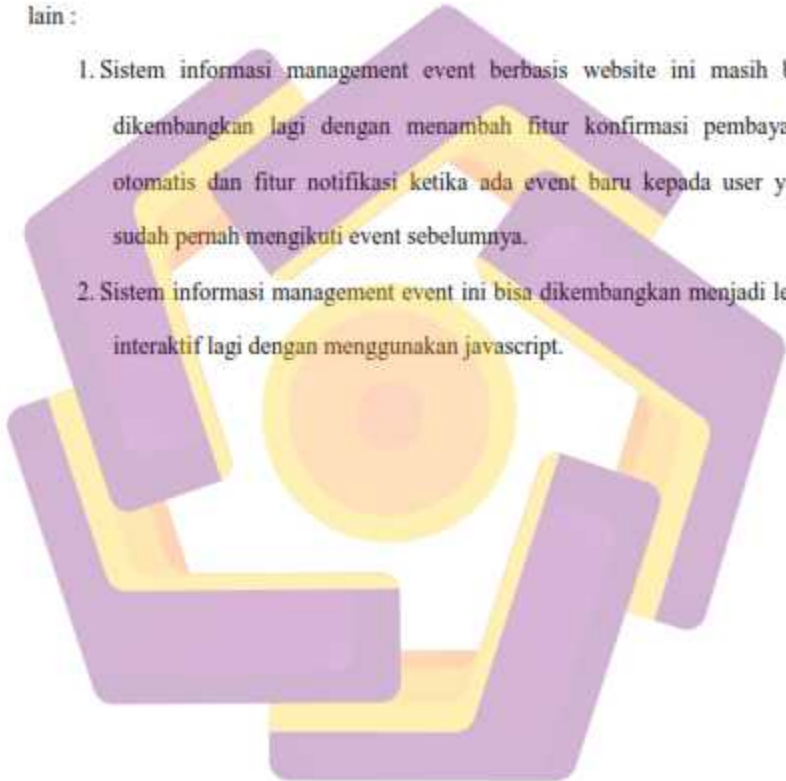 lain :
1. Sistem informasi management event berbasis website ini masih b
dikembangkan lagi dengan menambah fitur konfirmasi pembaya
otomatis dan fitur notifikasi ketika ada event baru kepada user y
sudah pernah mengikuti event sebelumnya.
2. Sistem informasi management event ini bisa dikembangkan menjadi le
interaktif lagi dengan menggunakan javascript.